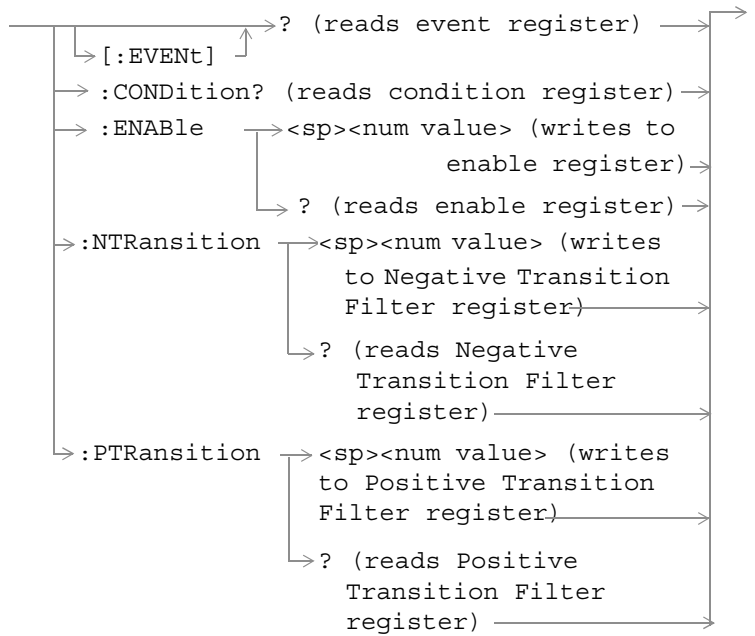 ? (reads event register)
[:EVENt]
:CONDition? (reads condition register)
:ENABle <sp><num value> (writes to
enable register)
? (reads enable register)
:NTRansition <sp><num value> (writes
to Negative Transition
Filter register)
? (reads Negative
Transition Filter
register)
:PTRansition <sp><num value> (writes
to Positive Transition
Filter register)
? (reads Positive
Transition Filter
register)